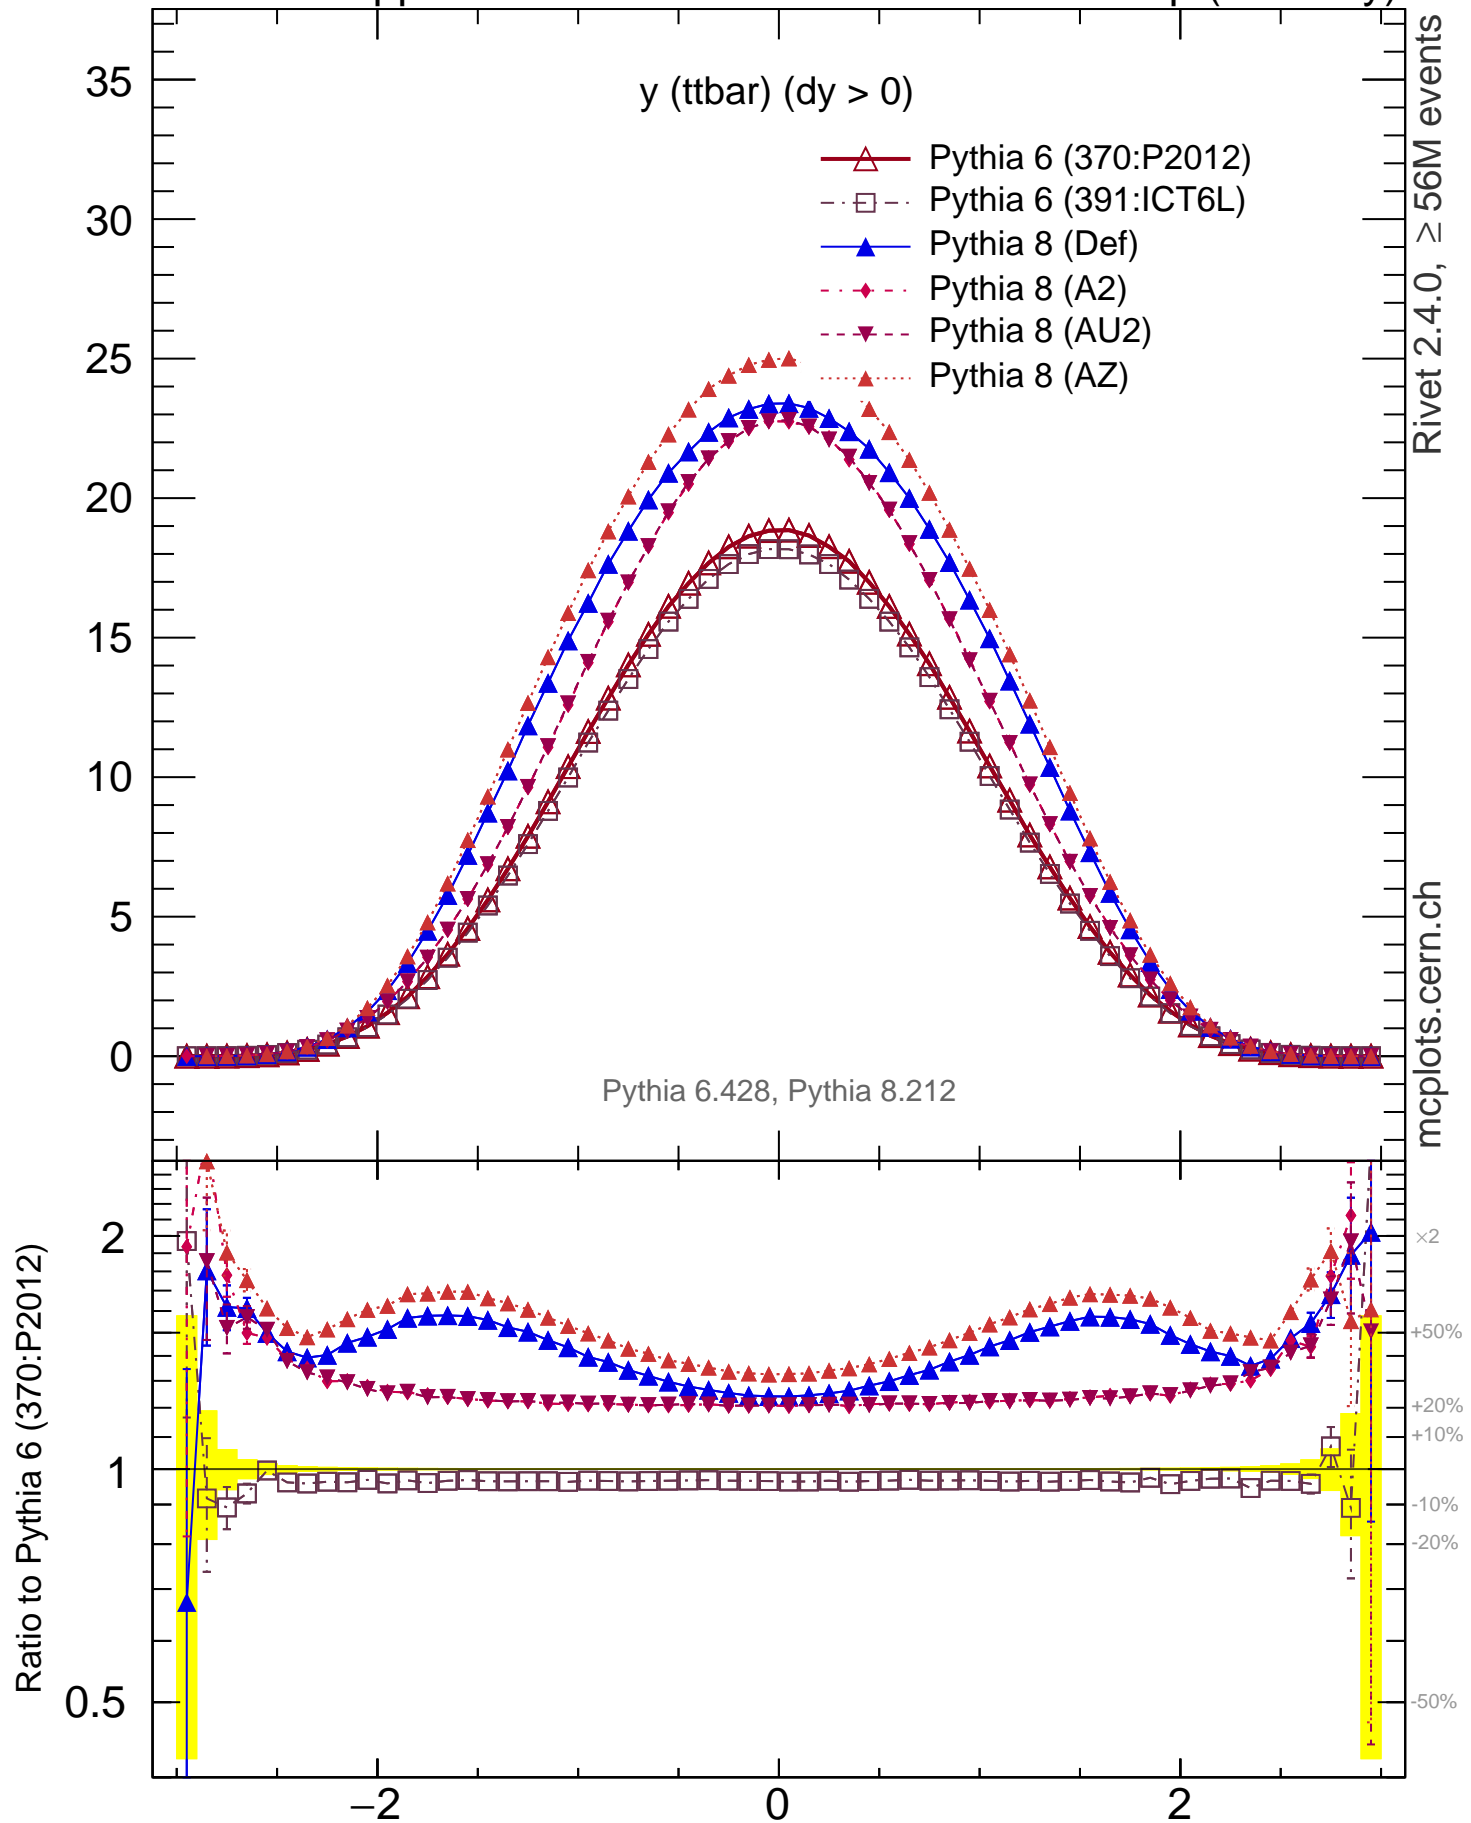 y (ttbar) (dy > 0)
Pythia 6 (370:P2012)
Pythia 6 (391:ICT6L)
Pythia 8 (Def)
Pythia 8 (A2)
Pythia 8 (AU2)
Pythia 8 (AZ)
35
30
25
20
15
10
5
0
Pythia 6.428, Pythia 8.212
Rivet 2.4.0, ≥ 56M events
mcplots.cern.ch
Ratio to Pythia 6 (370:P2012)
2
1
0.5
×2
+50%
+20%
+10%
-10%
-20%
-50%
−2
0
2